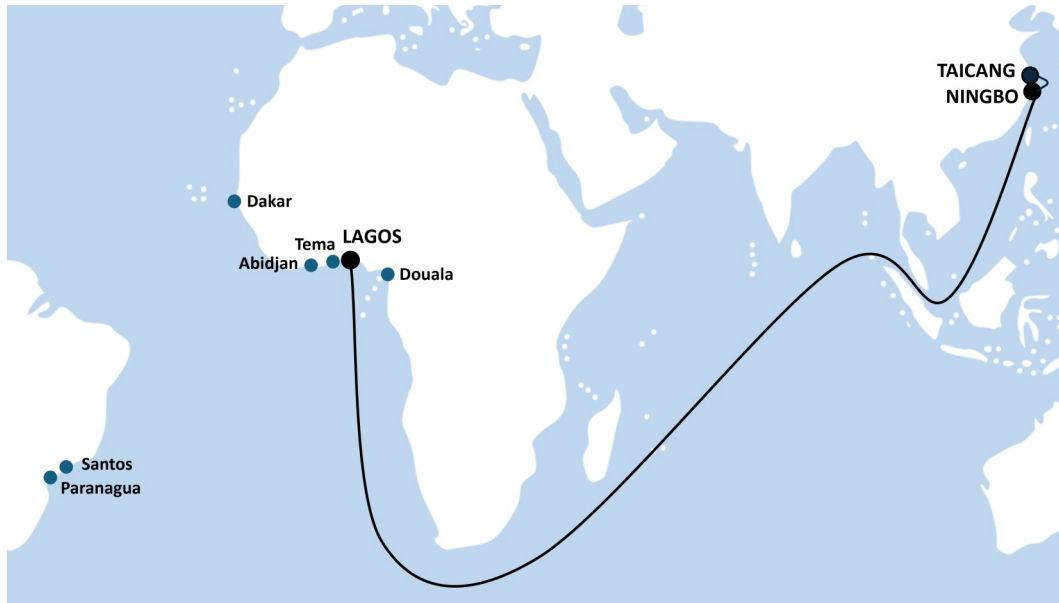 TAICANG
NINGBO
Dakar
LAGOS
Tema
Abidjan
Douala
Santos
Paranagua